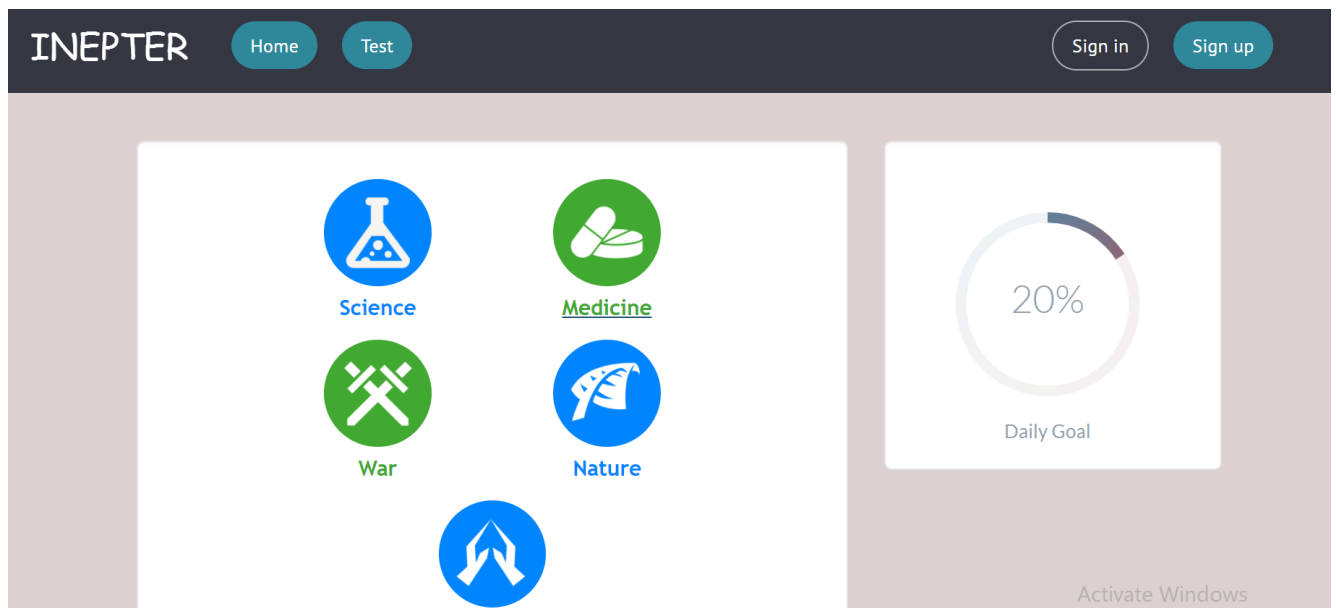 INEPTER Home Test Sign in Sign up
Science Medicine
War Nature
20%
Daily Goal
Activate Windows